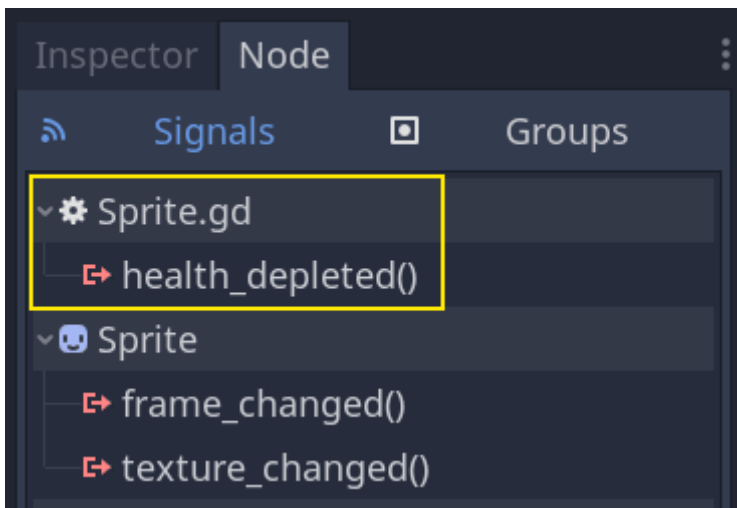 Inspector Node
Signals Groups
Sprite.gd
health_depleted()
Sprite
frame_changed()
texture_changed()